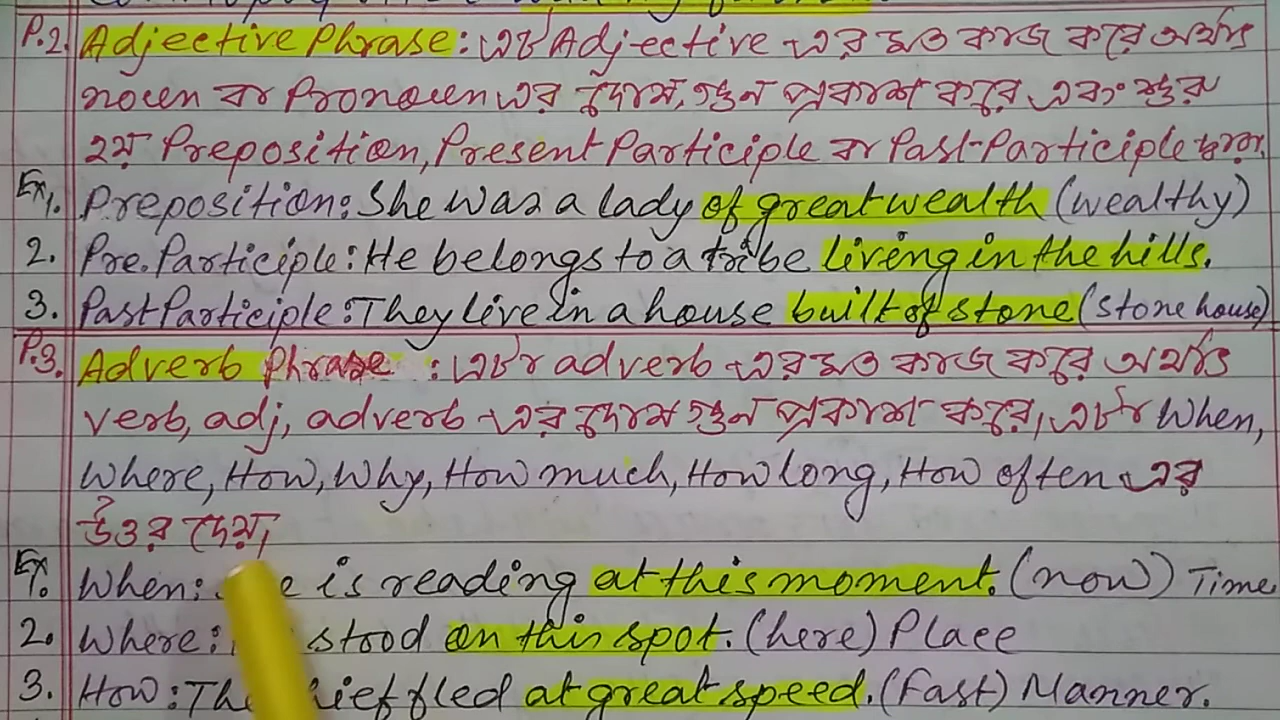 P.2. Adjective Phrase: এটি Adjective -এর মত কাজ করে অর্থাৎ
noun বা Pronoun এর দোষ, গুন প্রকাশ করে এবং শুরু
হয় Preposition, Present Participle বা Past-Participle দ্বারা,
Ex. 1. Preposition: She was a lady of great wealth (wealthy)
2. Pre. Participle: He belongs to a tribe living in the hills.
3. Past Participle: They live in a house built of stone (stone house)
P.3. Adverb Phrase : এটি adverb -এর মত কাজ করে অর্থাৎ
verb, adj, adverb -এর দোষ গুন প্রকাশ করে, এটি When,
Where, How, Why, How much, How long, How often এর
উত্তর দেয়,
Ex. When: is reading at this moment. (now) Time
2. Where: stood on this spot. (here) Place
3. How: fled at great speed. (Fast) Manner.